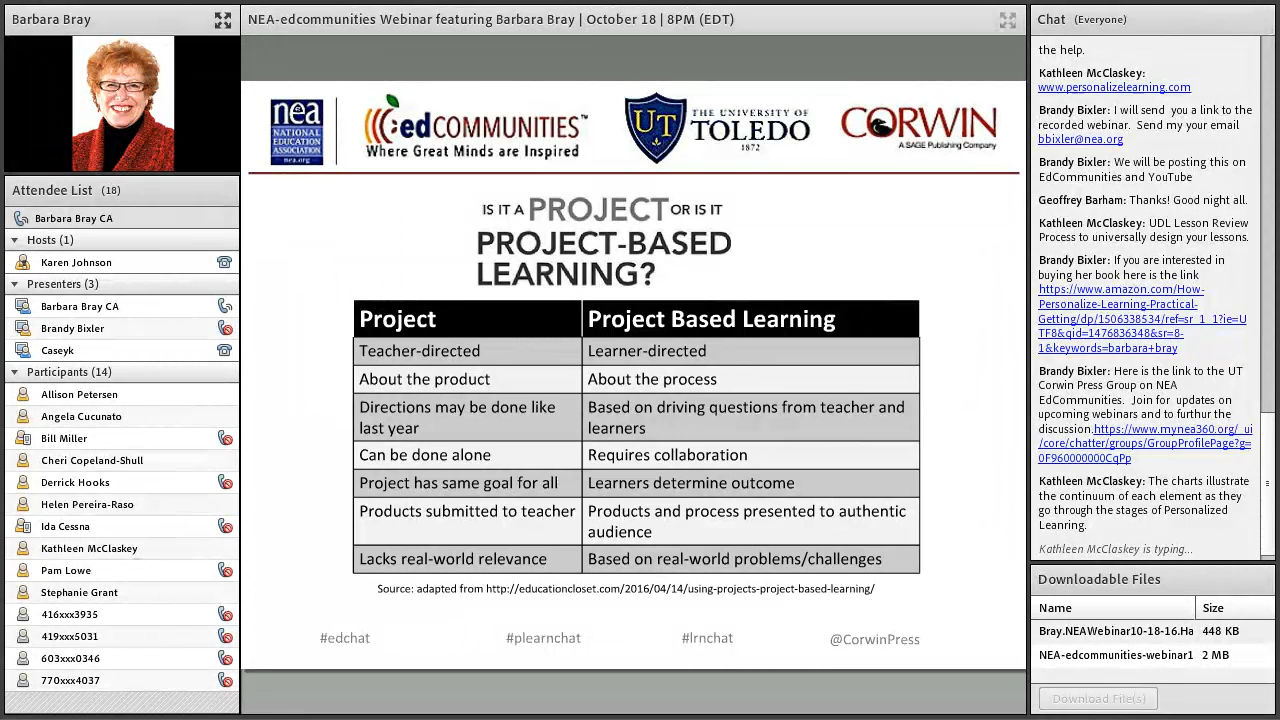 Barbara Bray
NEA-edcommunities Webinar featuring Barbara Bray | October 18 | 8PM (EDT)
Chat (Everyone)
Attendee List (18)
Barbara Bray CA
Hosts (1)
Karen Johnson
Presenters (3)
Barbara Bray CA
Brandy Bixler
Caseyk
Participants (14)
Allison Petersen
Angela Cucunato
Bill Miller
Cheri Copeland-Shull
Derrick Hooks
Helen Pereira-Raso
Ida Cessna
Kathleen McClaskey
Pam Lowe
Stephanie Grant
416xxx3935
419xxx5031
603xxx0346
770xxx4037
nea
NATIONAL
EDUCATION
ASSOCIATION
nea.org
edCOMMUNITIES™
Where Great Minds are Inspired
UT
THE UNIVERSITY OF
TOLEDO
1872
CORWIN
A SAGE Publishing Company
IS IT A PROJECT OR IS IT
PROJECT-BASED
LEARNING?
Project Project Based Learning
Teacher-directed Learner-directed
About the product About the process
Directions may be done like
last year
Based on driving questions from teacher and
learners
Can be done alone Requires collaboration
Project has same goal for all Learners determine outcome
Products submitted to teacher
Products and process presented to authentic
audience
Lacks real-world relevance Based on real-world problems/challenges
Source: adapted from http://educationcloset.com/2016/04/14/using-projects-project-based-learning/
#edchat #plearnchat #lrnchat @CorwinPress
the help.
Kathleen McClaskey:
www.personalizelearning.com
Brandy Bixler: I will send you a link to the
recorded webinar. Send my your email
bbixler@nea.org
Brandy Bixler: We will be posting this on
EdCommunities and YouTube
Geoffrey Barham: Thanks! Good night all.
Kathleen McClaskey: UDL Lesson Review
Process to universally design your lessons.
Brandy Bixler: If you are interested in
buying her book here is the link
https://www.amazon.com/How-
Personalize-Learning-Practical-
Getting/dp/1506338534/ref=sr_1_1?ie=U
TF8&qid=1476836348&sr=8-
1&keywords=barbara+bray
Brandy Bixler: Here is the link to the UT
Corwin Press Group on NEA
EdCommunities. Join for updates on
upcoming webinars and to furthur the
discussion.https://www.mynea360.org/_ui
/core/chatter/groups/GroupProfilePage?g=
0F960000000CqPp
Kathleen McClaskey: The charts illustrate
the continuum of each element as they
go through the stages of Personalized
Leanring.
Kathleen McClaskey is typing...
Downloadable Files
Name Size
Bray.NEAWebinar10-18-16.Ha 448 KB
NEA-edcommunities-webinar1 2 MB
Download File(s)